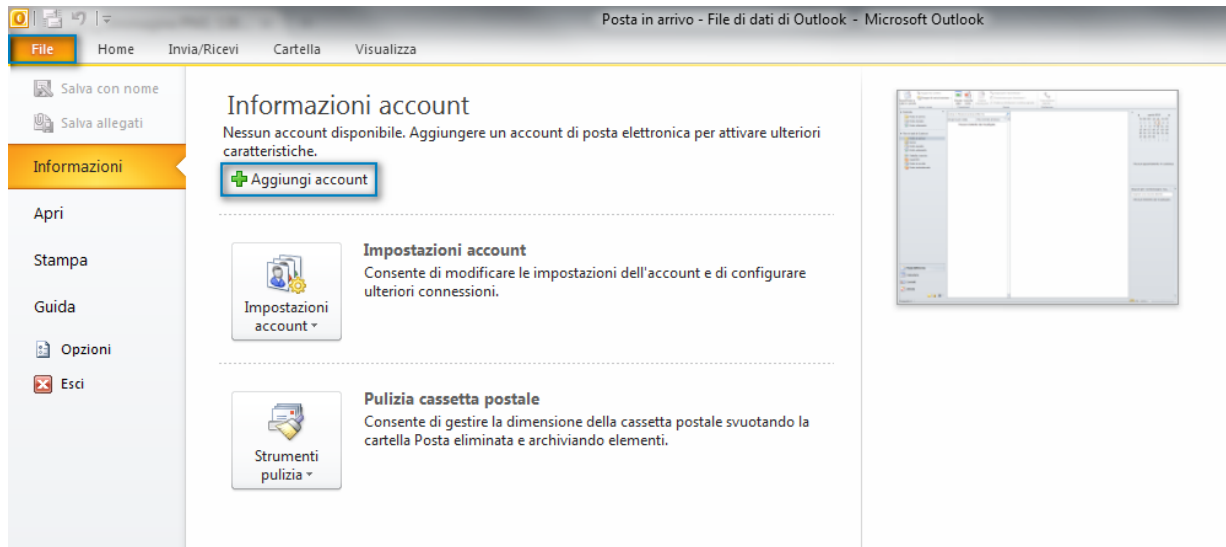 Posta in arrivo - File di dati di Outlook - Microsoft Outlook
File Home Invia/Ricevi Cartella Visualizza
Salva con nome
Salva allegati
Informazioni
Apri
Stampa
Guida
Opzioni
Esci
Informazioni account
Nessun account disponibile. Aggiungere un account di posta elettronica per attivare ulteriori
caratteristiche.
Aggiungi account
Impostazioni
account
Impostazioni account
Consente di modificare le impostazioni dell'account e di configurare
ulteriori connessioni.
Strumenti
pulizia
Pulizia cassetta postale
Consente di gestire la dimensione della cassetta postale svuotando la
cartella Posta eliminata e archiviando elementi.